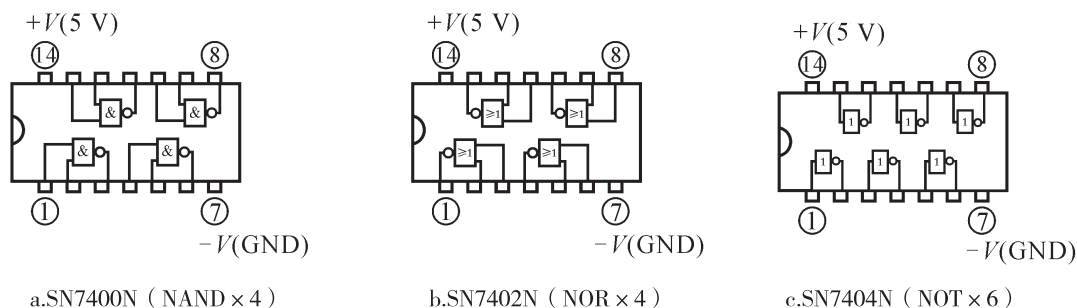 +V(5 V)
⑭ ⑧
& &
& &
① ⑦
−V(GND)
a.SN7400N（NAND×4）
+V(5 V)
⑭ ⑧
≥1 ≥1
≥1 ≥1
① ⑦
−V(GND)
b.SN7402N（NOR×4）
+V(5 V)
⑭ ⑧
1 1 1
1 1 1
① ⑦
−V(GND)
c.SN7404N（NOT×6）